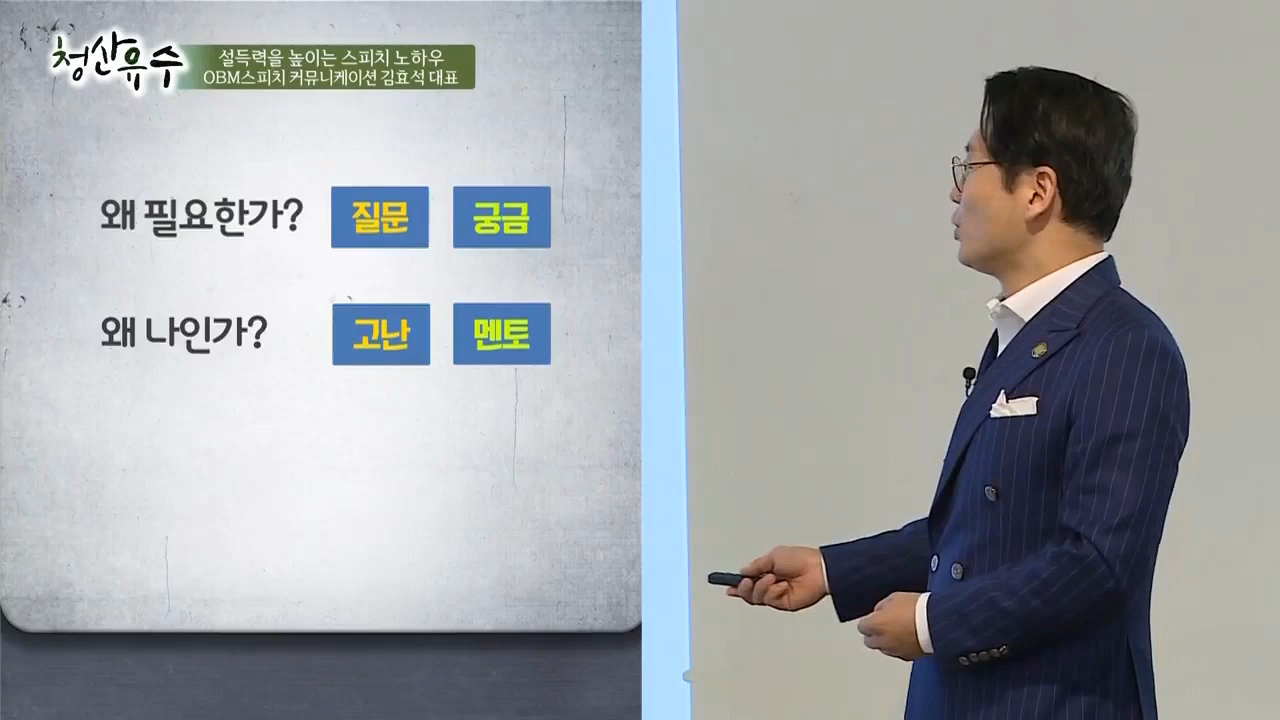 청산유수
설득력을 높이는 스피치 노하우
OBM스피치 커뮤니케이션 김효석 대표
왜 필요한가? 질문 궁금
왜 나인가? 고난 멘토